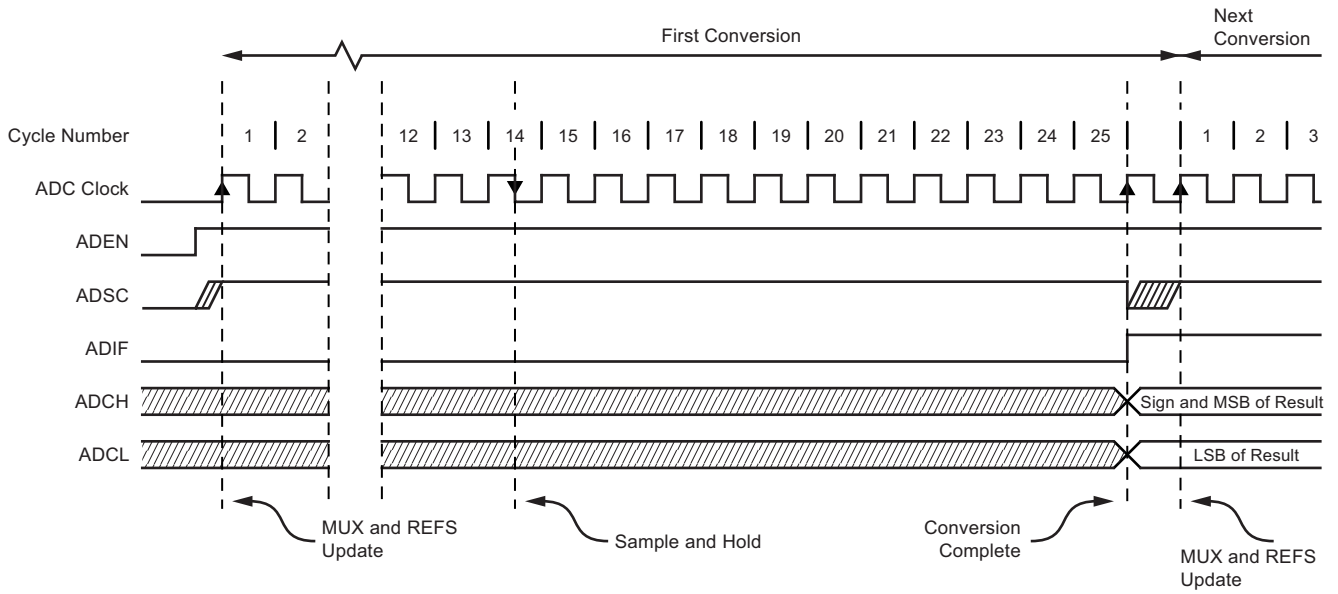 First Conversion
Next
Conversion
Cycle Number 1 2 12 13 14 15 16 17 18 19 20 21 22 23 24 25 1 2 3
ADC Clock
ADEN
ADSC
ADIF
ADCH Sign and MSB of Result
ADCL LSB of Result
MUX and REFS
Update
Sample and Hold
Conversion
Complete
MUX and REFS
Update